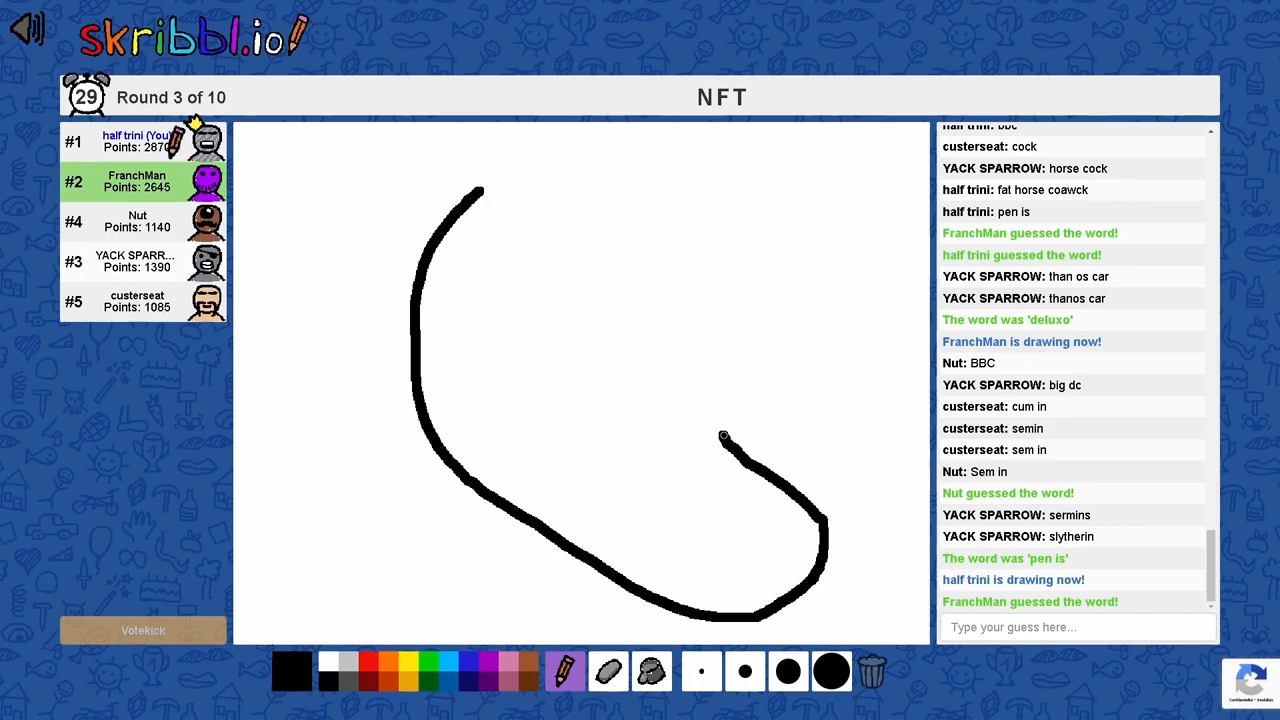 skribbl.io
29
Round 3 of 10
NFT
#1
half trini (You)
Points: 2870
#2
FranchMan
Points: 2645
#4
Nut
Points: 1140
#3
YACK SPARR...
Points: 1390
#5
custerseat
Points: 1085
Votekick
half trini: bbc
custerseat: cock
YACK SPARROW: horse cock
half trini: fat horse coawck
half trini: pen is
FranchMan guessed the word!
half trini guessed the word!
YACK SPARROW: than os car
YACK SPARROW: thanos car
The word was 'deluxo'
FranchMan is drawing now!
Nut: BBC
YACK SPARROW: big dc
custerseat: cum in
custerseat: semin
custerseat: sem in
Nut: Sem in
Nut guessed the word!
YACK SPARROW: sermins
YACK SPARROW: slytherin
The word was 'pen is'
half trini is drawing now!
FranchMan guessed the word!
Type your guess here...